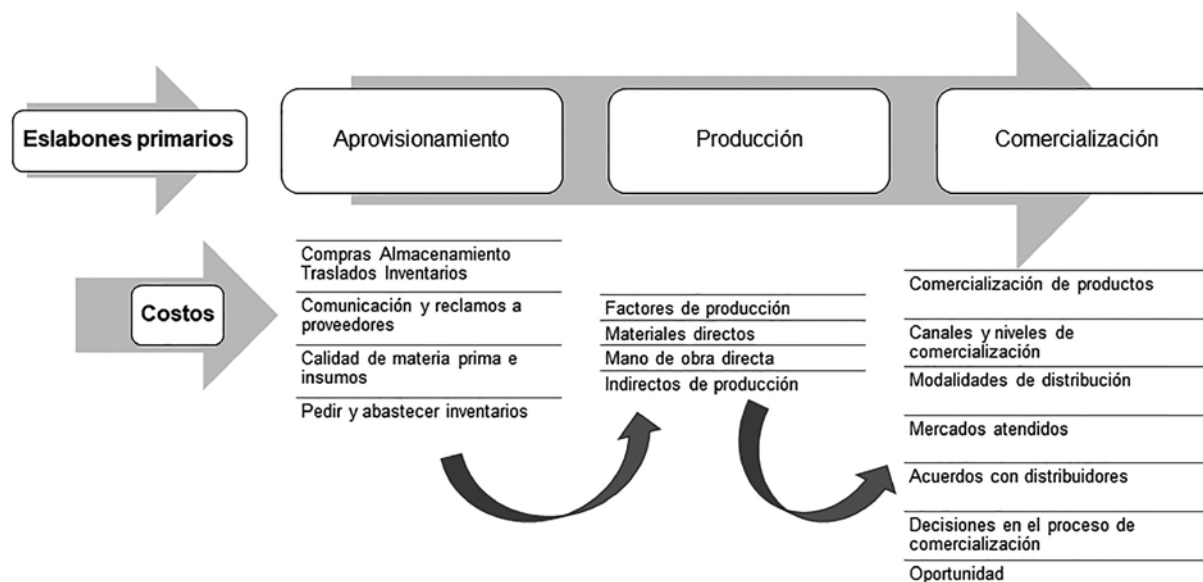 Eslabones primarios
Aprovisionamiento
Producción
Comercialización
Costos
Compras Almacenamiento
Traslados Inventarios
Comunicación y reclamos a
proveedores
Calidad de materia prima e
insumos
Pedir y abastecer inventarios
Factores de producción
Materiales directos
Mano de obra directa
Indirectos de producción
Comercialización de productos
Canales y niveles de
comercialización
Modalidades de distribución
Mercados atendidos
Acuerdos con distribuidores
Decisiones en el proceso de
comercialización
Oportunidad